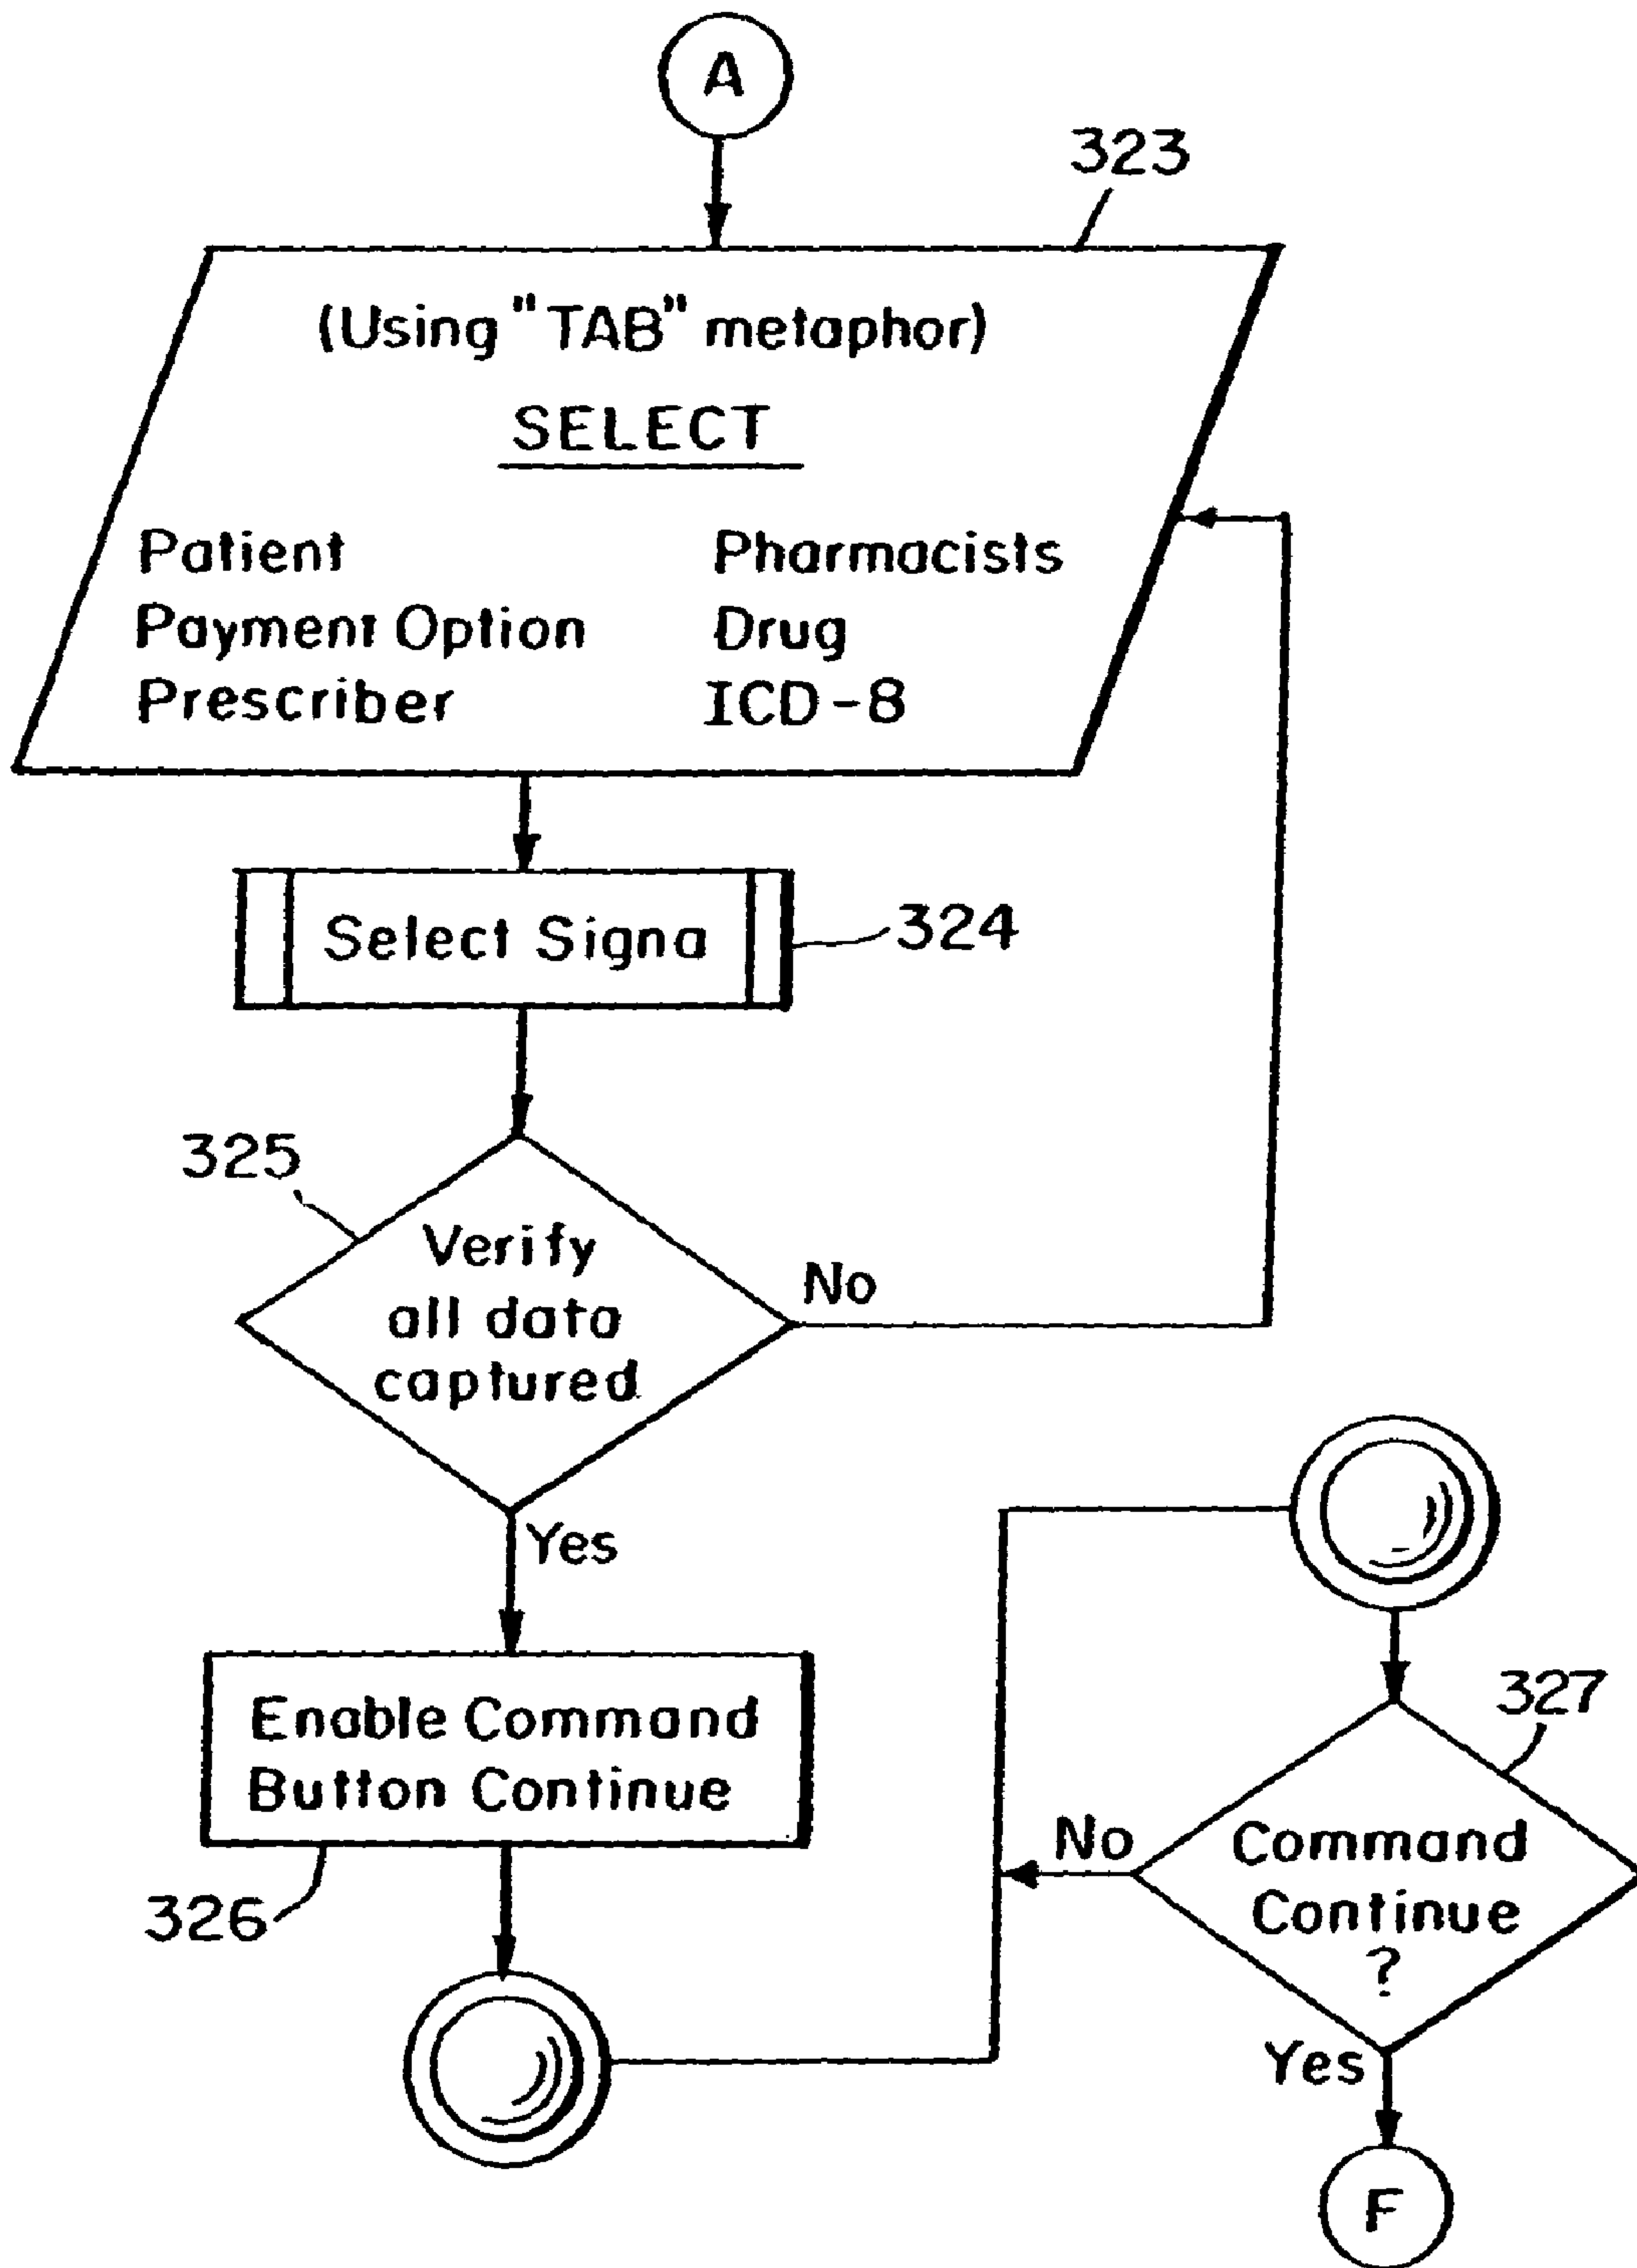 A
323
(Using "TAB" metaphor)
SELECT
Patient Pharmacists
Payment Option Drug
Prescriber ICD-8
Select Signa 324
325
Verify
all data
captured
No
Yes
Enable Command
Button Continue
326
327
No
Command
Continue
?
Yes
F